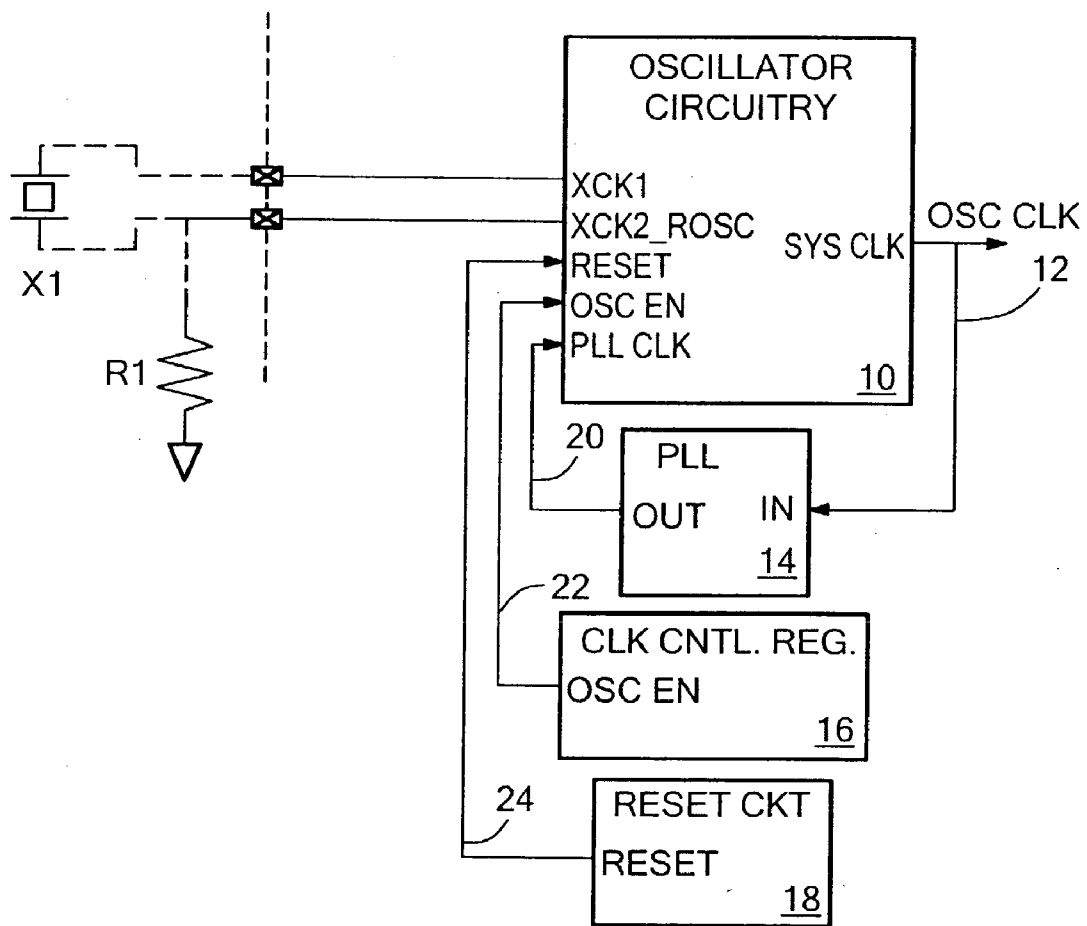 OSCILLATOR
CIRCUITRY
XCK1
XCK2_ROSC
RESET
OSC EN
PLL CLK
SYS CLK
OSC CLK
12
10
X1
R1
20
PLL
OUT
IN
14
22
CLK CNTL. REG.
OSC EN
16
24
RESET CKT
RESET
18